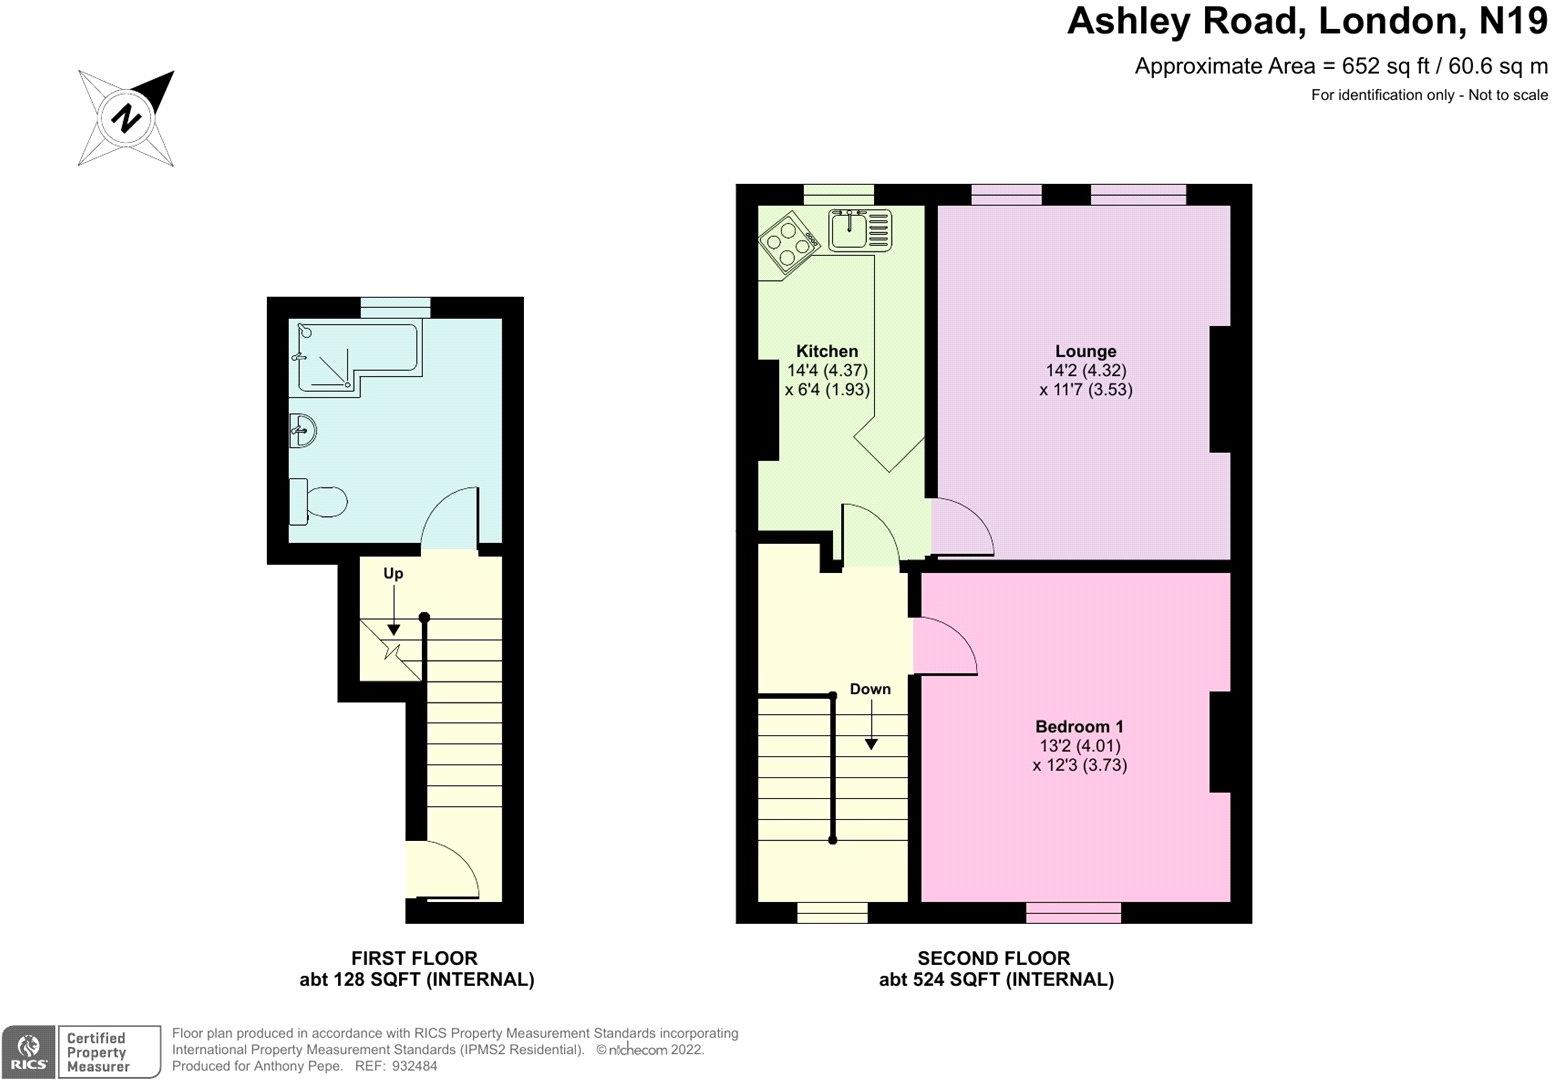 Ashley Road, London, N19
Approximate Area = 652 sq ft / 60.6 sq m
For identification only - Not to scale
N
Kitchen
14'4 (4.37)
x 6'4 (1.93)
Lounge
14'2 (4.32)
x 11'7 (3.53)
Up
Down
Bedroom 1
13'2 (4.01)
x 12'3 (3.73)
FIRST FLOOR
abt 128 SQFT (INTERNAL)
SECOND FLOOR
abt 524 SQFT (INTERNAL)
RICS
Certified
Property
Measurer
Floor plan produced in accordance with RICS Property Measurement Standards incorporating
International Property Measurement Standards (IPMS2 Residential). © nichecom 2022.
Produced for Anthony Pepe. REF: 932484